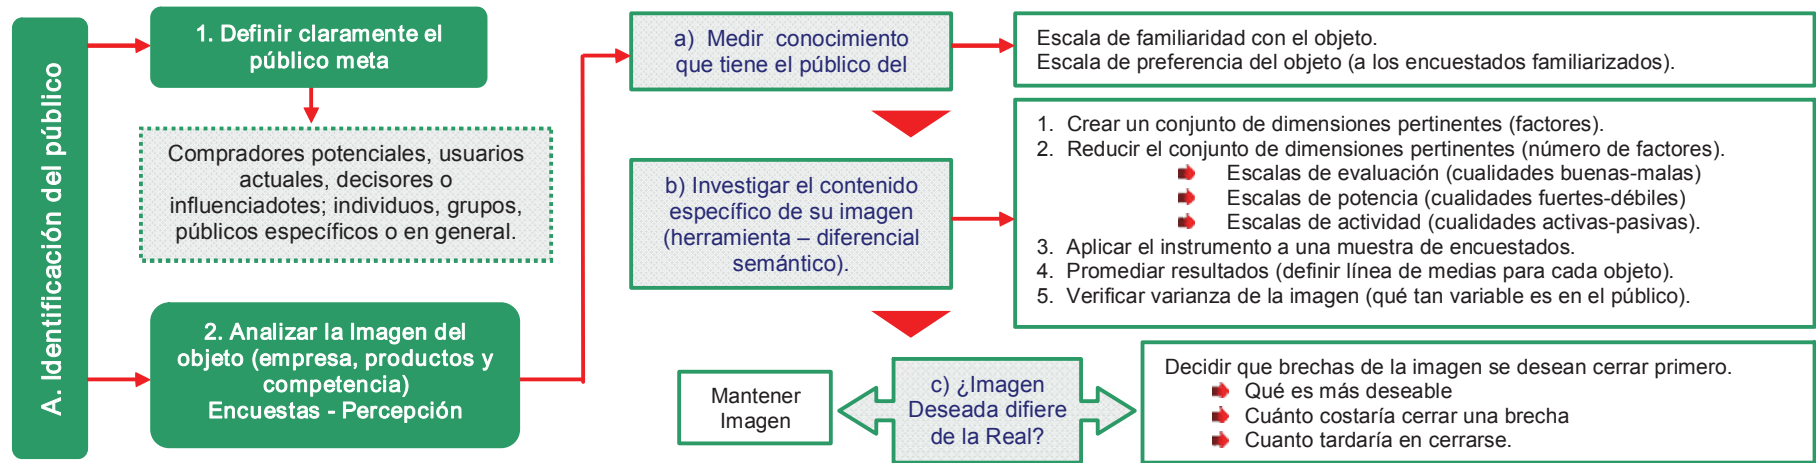 A. Identificación del público
1. Definir claramente el
público meta
Compradores potenciales, usuarios
actuales, decisores o
influenciadotes; individuos, grupos,
públicos específicos o en general.
2. Analizar la Imagen del
objeto (empresa, productos y
competencia)
Encuestas - Percepción
a) Medir conocimiento
que tiene el público del
Escala de familiaridad con el objeto.
Escala de preferencia del objeto (a los encuestados familiarizados).
b) Investigar el contenido
específico de su imagen
(herramienta – diferencial
semántico).
1. Crear un conjunto de dimensiones pertinentes (factores).
2. Reducir el conjunto de dimensiones pertinentes (número de factores).
Escalas de evaluación (cualidades buenas-malas)
Escalas de potencia (cualidades fuertes-débiles)
Escalas de actividad (cualidades activas-pasivas).
3. Aplicar el instrumento a una muestra de encuestados.
4. Promediar resultados (definir línea de medias para cada objeto).
5. Verificar varianza de la imagen (qué tan variable es en el público).
c) ¿Imagen
Deseada difiere
de la Real?
Mantener
Imagen
Decidir que brechas de la imagen se desean cerrar primero.
Qué es más deseable
Cuánto costaría cerrar una brecha
Cuanto tardaría en cerrarse.